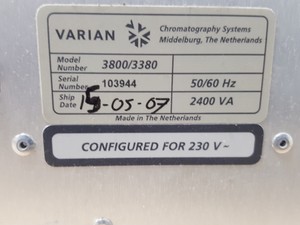 VARIAN
Chromatography Systems
Middelburg, The Netherlands
Model Number 3800/3380
Serial Number 103944 50/60 Hz
Ship Date 15-05-07 2400 VA
Made in The Netherlands
CONFIGURED FOR 230 V~